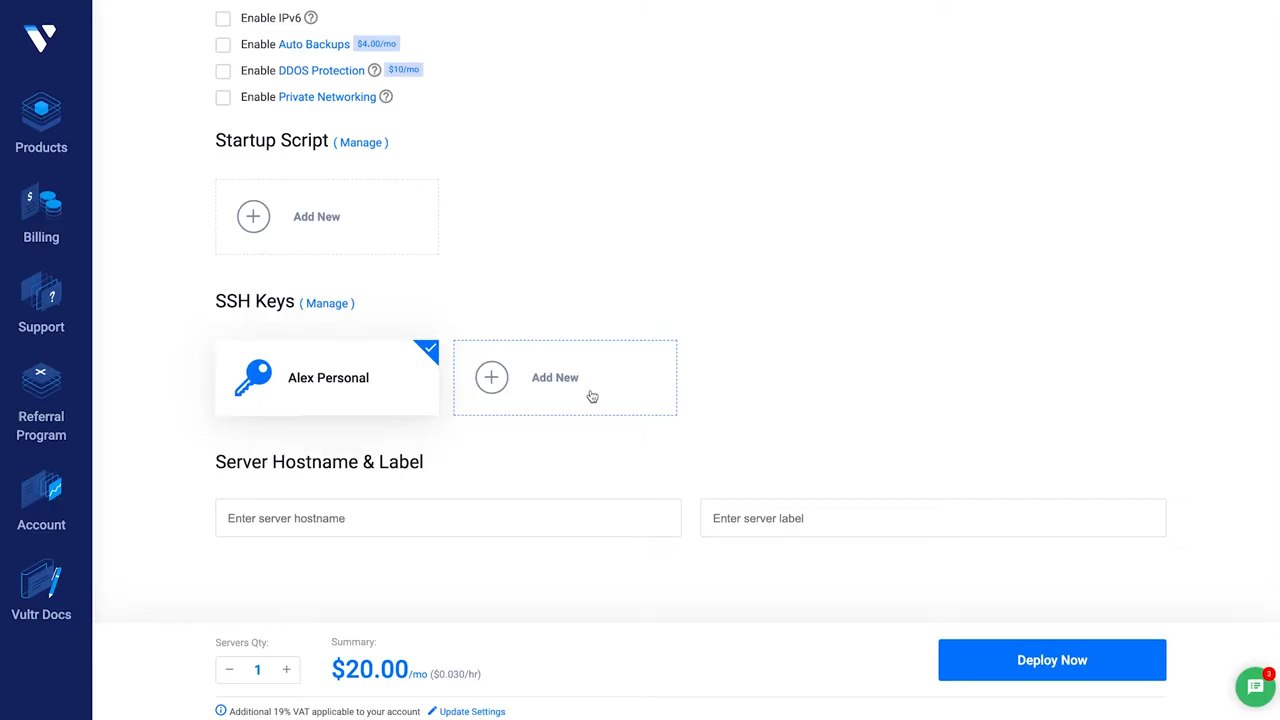 Enable IPv6 ?
Enable Auto Backups $4.00/mo
Enable DDOS Protection ? $10/mo
Enable Private Networking ?
Startup Script ( Manage )
Add New
SSH Keys ( Manage )
Alex Personal
Add New
Server Hostname & Label
Enter server hostname
Enter server label
Products
$
Billing
?
Support
Referral
Program
Account
Vultr Docs
Servers Qty:
− 1 +
Summary:
$20.00/mo ($0.030/hr)
Deploy Now
3
Additional 19% VAT applicable to your account Update Settings